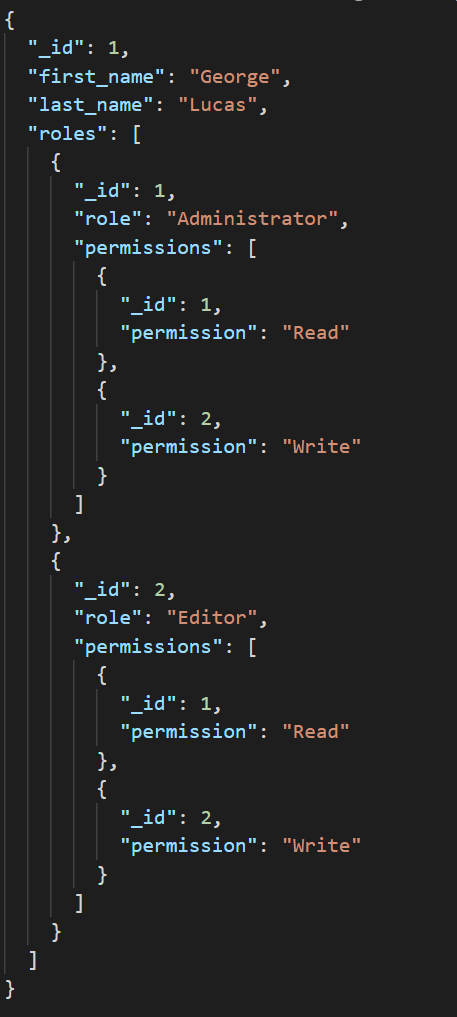 {
  "_id": 1,
  "first_name": "George",
  "last_name": "Lucas",
  "roles": [
    {
      "_id": 1,
      "role": "Administrator",
      "permissions": [
        {
          "_id": 1,
          "permission": "Read"
        },
        {
          "_id": 2,
          "permission": "Write"
        }
      ]
    },
    {
      "_id": 2,
      "role": "Editor",
      "permissions": [
        {
          "_id": 1,
          "permission": "Read"
        },
        {
          "_id": 2,
          "permission": "Write"
        }
      ]
    }
  ]
}